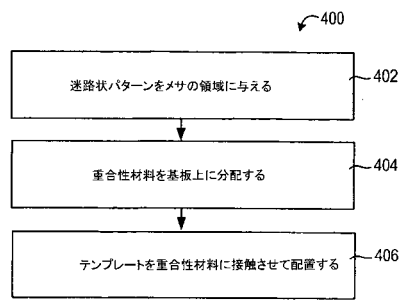 400
迷路状パターンをメサの領域に与える
402
重合性材料を基板上に分配する
404
テンプレートを重合性材料に接触させて配置する
406